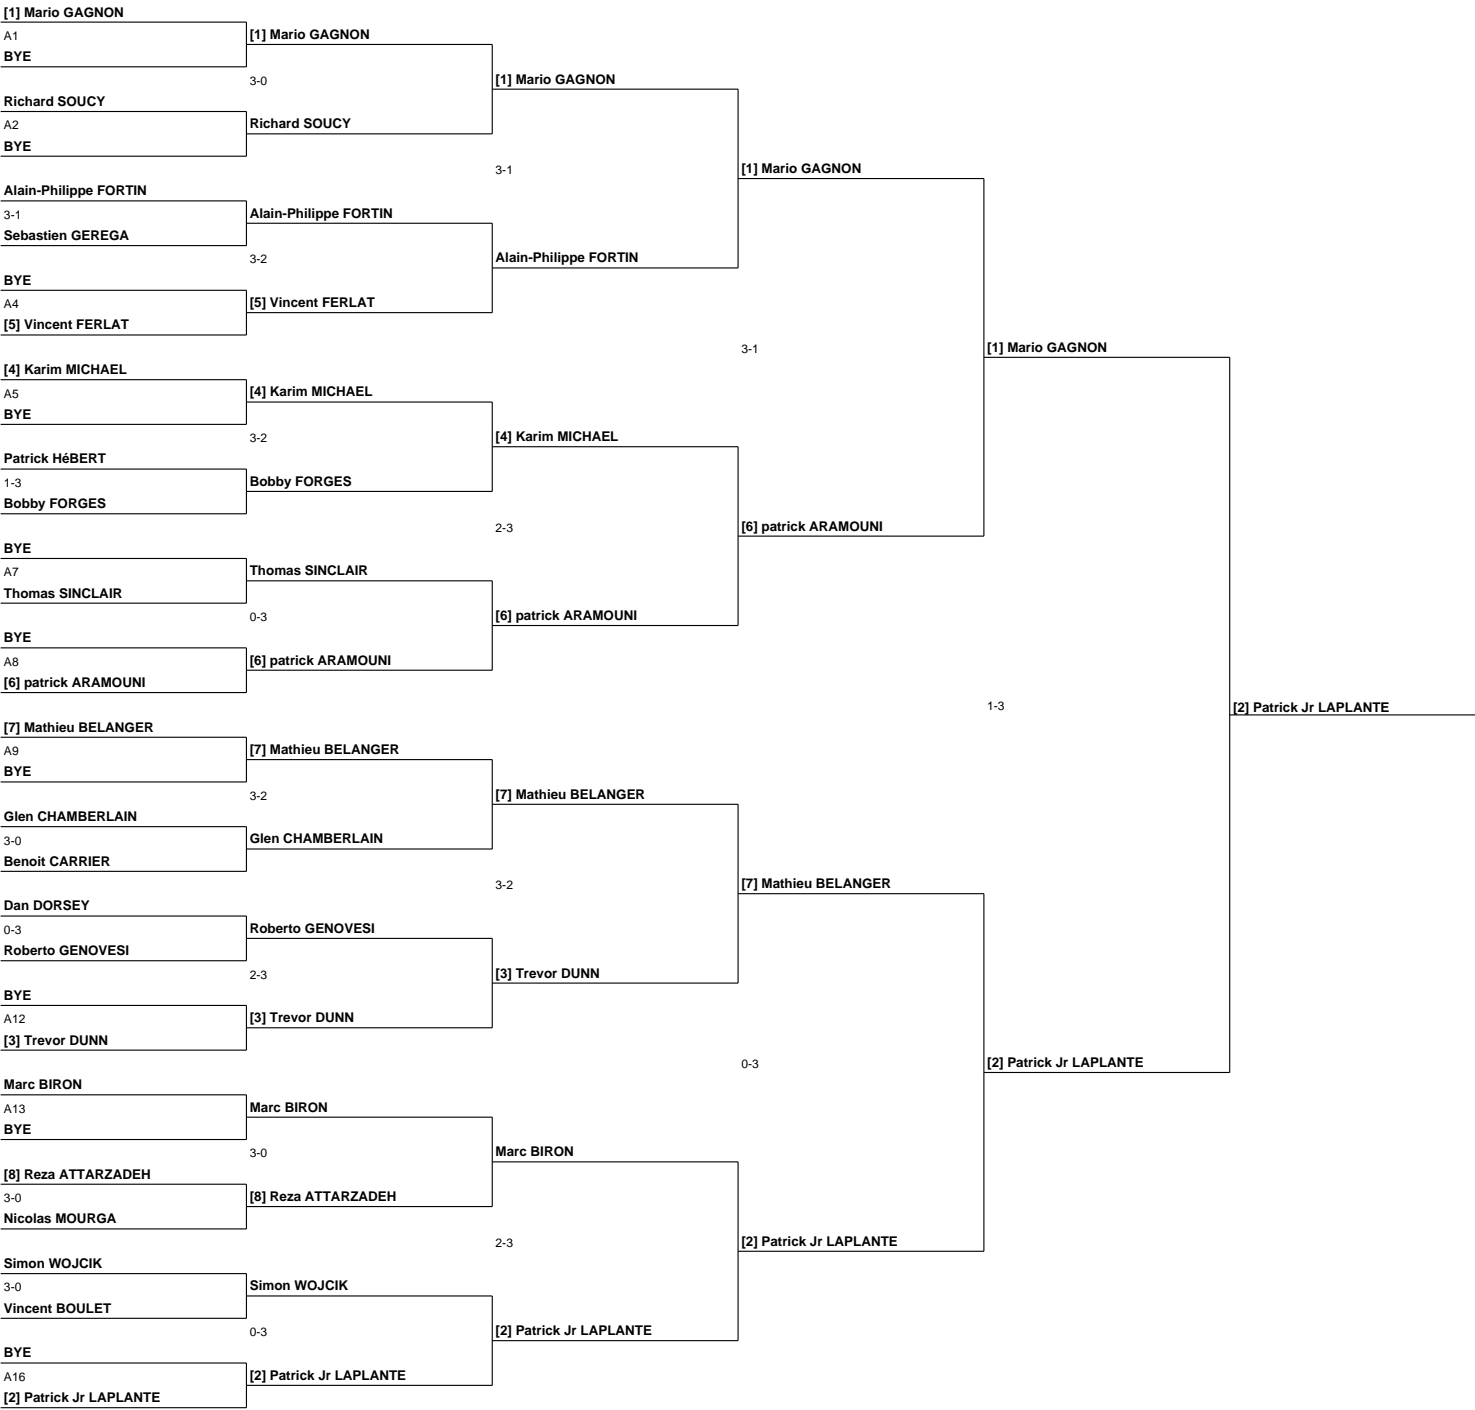 [1] Mario GAGNON
A1
BYE
Richard SOUCY
A2
BYE
Alain-Philippe FORTIN
3-1
Sebastien GEREGA
BYE
A4
[5] Vincent FERLAT
[4] Karim MICHAEL
A5
BYE
Patrick HéBERT
1-3
Bobby FORGES
BYE
A7
Thomas SINCLAIR
BYE
A8
[6] patrick ARAMOUNI
[7] Mathieu BELANGER
A9
BYE
Glen CHAMBERLAIN
3-0
Benoit CARRIER
Dan DORSEY
0-3
Roberto GENOVESI
BYE
A12
[3] Trevor DUNN
Marc BIRON
A13
BYE
[8] Reza ATTARZADEH
3-0
Nicolas MOURGA
Simon WOJCIK
3-0
Vincent BOULET
BYE
A16
[2] Patrick Jr LAPLANTE
[1] Mario GAGNON
3-0
Richard SOUCY
Alain-Philippe FORTIN
3-2
[5] Vincent FERLAT
[4] Karim MICHAEL
3-2
Bobby FORGES
Thomas SINCLAIR
0-3
[6] patrick ARAMOUNI
[7] Mathieu BELANGER
3-2
Glen CHAMBERLAIN
Roberto GENOVESI
2-3
[3] Trevor DUNN
Marc BIRON
3-0
[8] Reza ATTARZADEH
Simon WOJCIK
0-3
[2] Patrick Jr LAPLANTE
[1] Mario GAGNON
3-1
Alain-Philippe FORTIN
[4] Karim MICHAEL
2-3
[6] patrick ARAMOUNI
[7] Mathieu BELANGER
3-2
[3] Trevor DUNN
Marc BIRON
2-3
[2] Patrick Jr LAPLANTE
[1] Mario GAGNON
3-1
[6] patrick ARAMOUNI
[7] Mathieu BELANGER
0-3
[2] Patrick Jr LAPLANTE
[1] Mario GAGNON
1-3
[2] Patrick Jr LAPLANTE
[2] Patrick Jr LAPLANTE